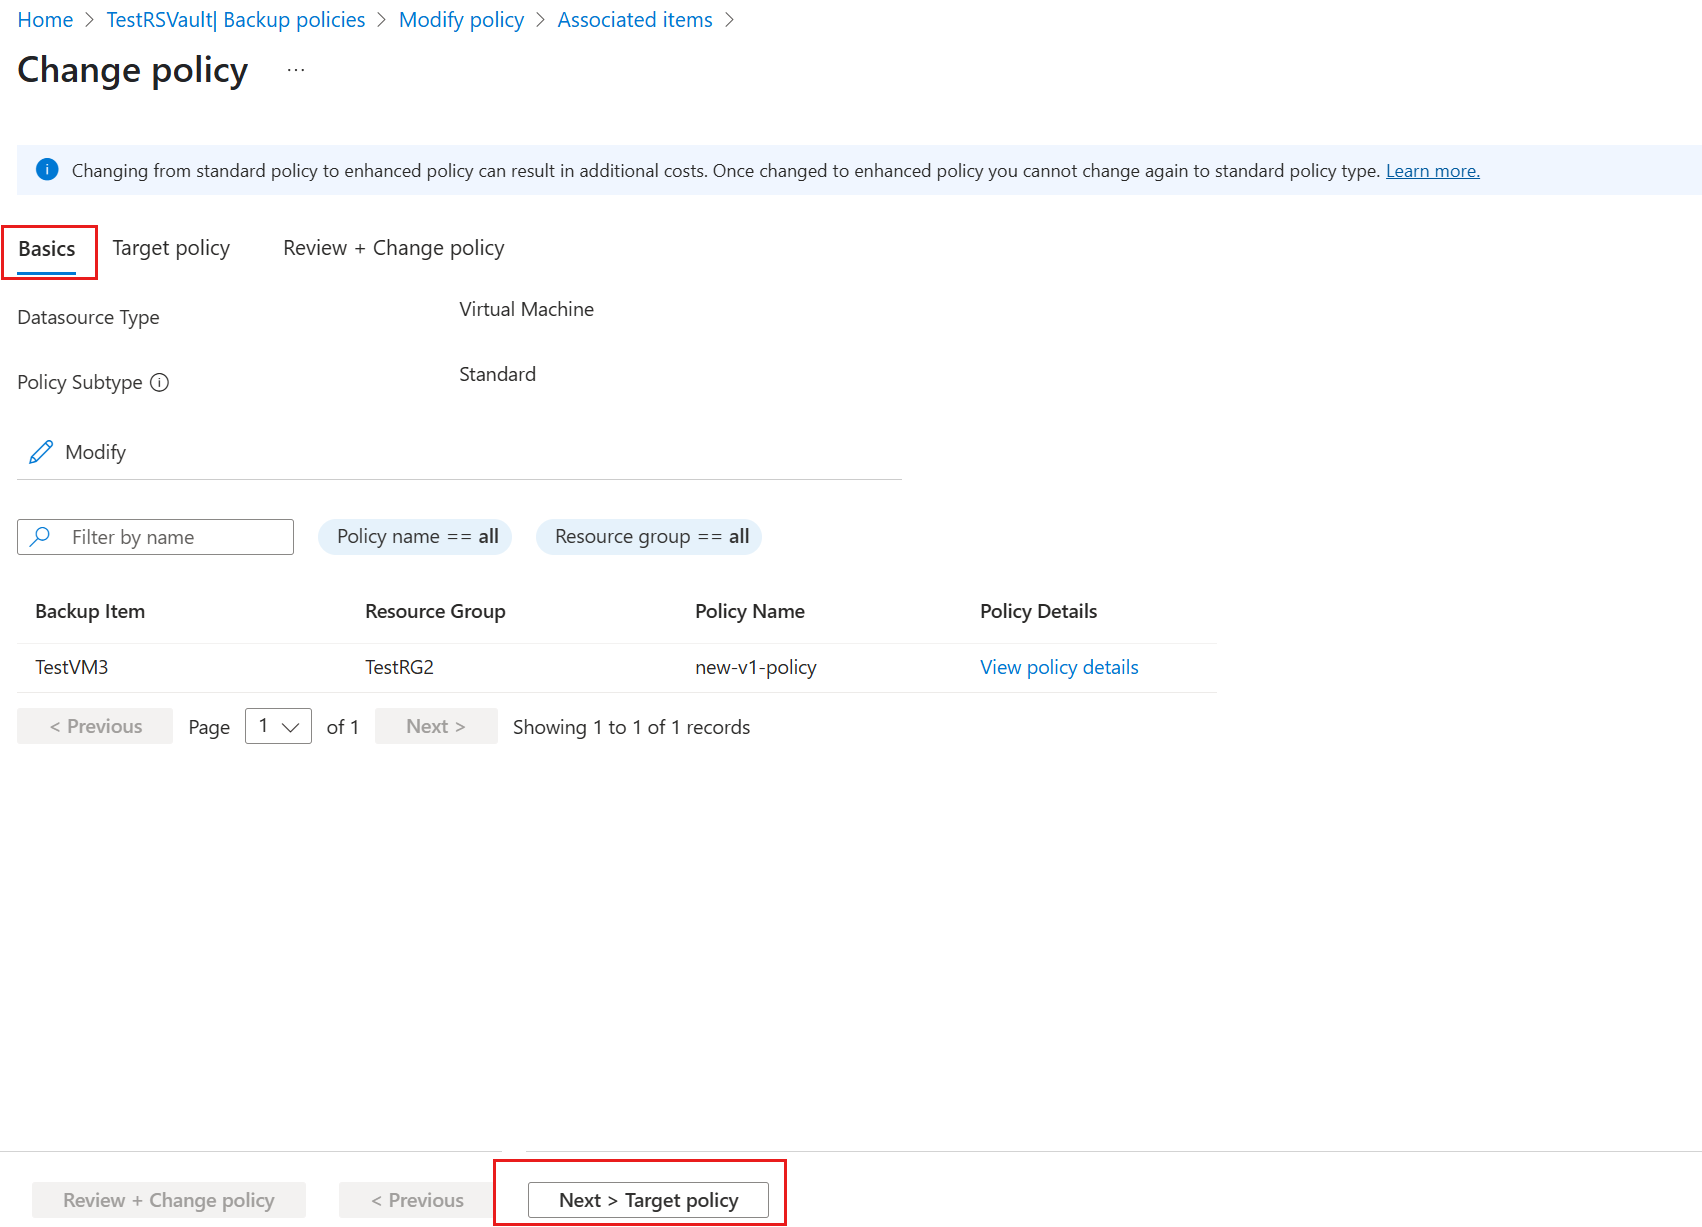 Home > TestRSVault| Backup policies > Modify policy > Associated items >
Change policy ...
Changing from standard policy to enhanced policy can result in additional costs. Once changed to enhanced policy you cannot change again to standard policy type. Learn more.
Basics Target policy Review + Change policy
Datasource Type Virtual Machine
Policy Subtype Standard
Modify
Filter by name Policy name == all Resource group == all
Backup Item Resource Group Policy Name Policy Details
TestVM3 TestRG2 new-v1-policy View policy details
< Previous Page 1 of 1 Next > Showing 1 to 1 of 1 records
Review + Change policy < Previous Next > Target policy